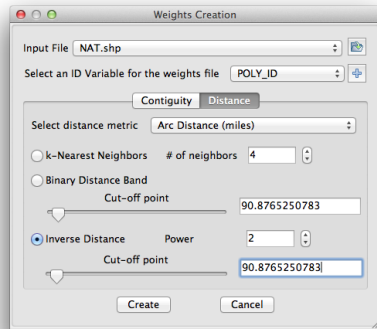 Weights Creation
Input File NAT.shp
Select an ID Variable for the weights file POLY_ID
Contiguity Distance
Select distance metric Arc Distance (miles)
k-Nearest Neighbors # of neighbors 4
Binary Distance Band
Cut-off point
90.8765250783
Inverse Distance Power 2
Cut-off point
90.8765250783
Create Cancel